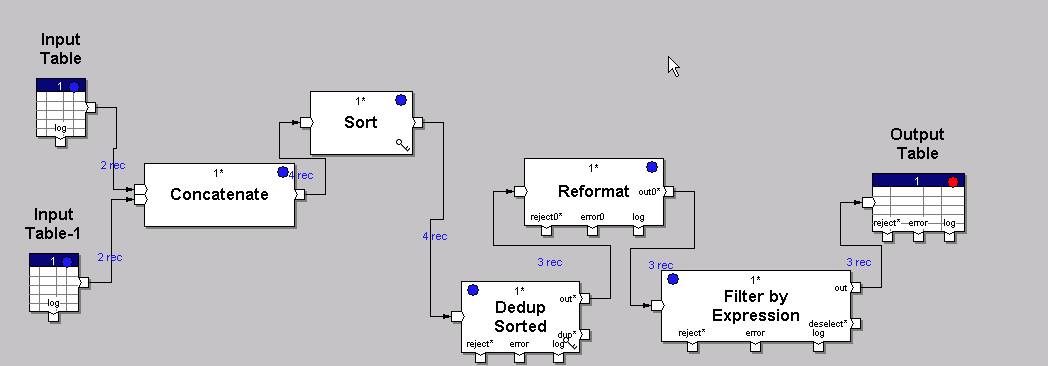 Input
Table
1
log
2 rec
Input
Table-1
1
log
2 rec
1*
Concatenate
4 rec
1*
Sort
4 rec
1*
Dedup
Sorted
out*
dup*
reject*
error
log
3 rec
1*
Reformat
out0*
reject0*
error0
log
3 rec
1*
Filter by
Expression
out
deselect*
reject*
error
log
3 rec
Output
Table
1
reject*
error
log